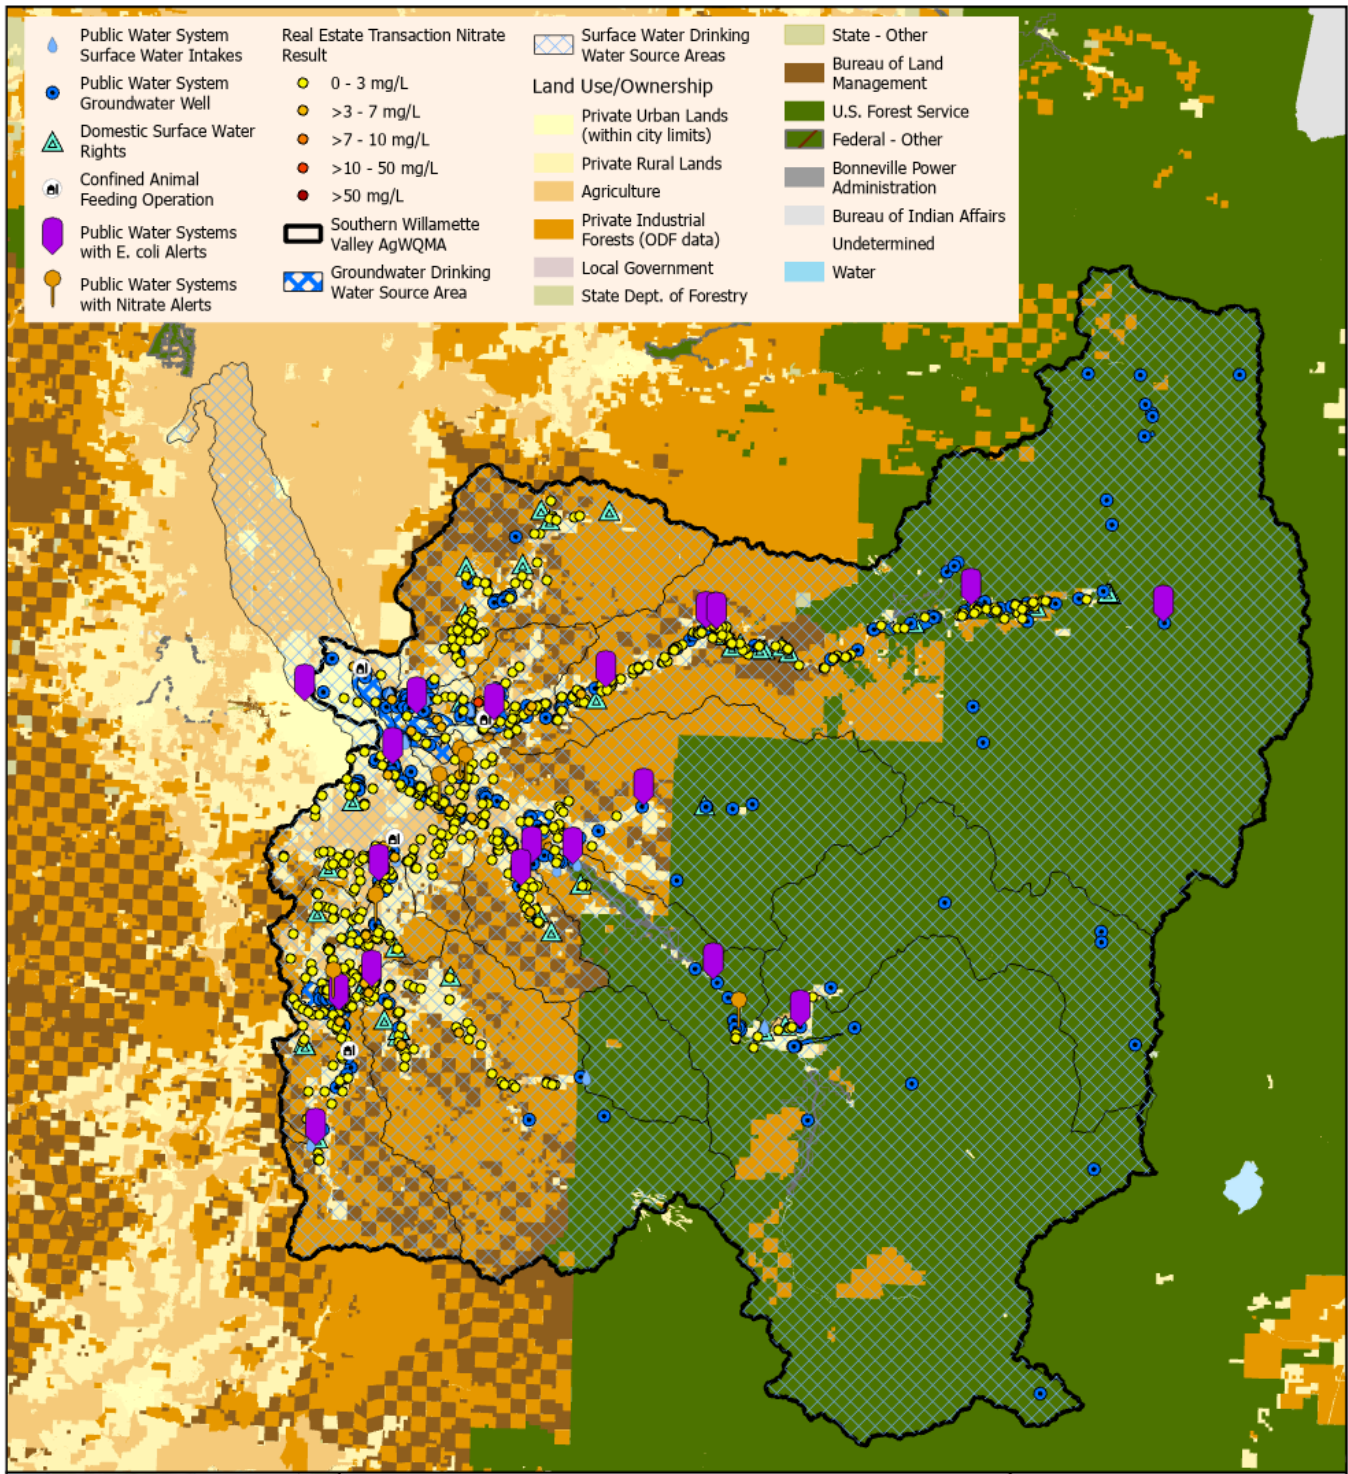 Public Water System
Surface Water Intakes
Public Water System
Groundwater Well
Domestic Surface Water
Rights
Confined Animal
Feeding Operation
Public Water Systems
with E. coli Alerts
Public Water Systems
with Nitrate Alerts
Real Estate Transaction Nitrate
Result
0 - 3 mg/L
>3 - 7 mg/L
>7 - 10 mg/L
>10 - 50 mg/L
>50 mg/L
Southern Willamette
Valley AgWQMA
Groundwater Drinking
Water Source Area
Surface Water Drinking
Water Source Areas
Land Use/Ownership
Private Urban Lands
(within city limits)
Private Rural Lands
Agriculture
Private Industrial
Forests (ODF data)
Local Government
State Dept. of Forestry
State - Other
Bureau of Land
Management
U.S. Forest Service
Federal - Other
Bonneville Power
Administration
Bureau of Indian Affairs
Undetermined
Water